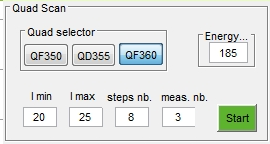 Quad Scan
Quad selector
QF350 QD355 QF360
Energy...
185
I min I max steps nb. meas. nb.
20 25 8 3 Start